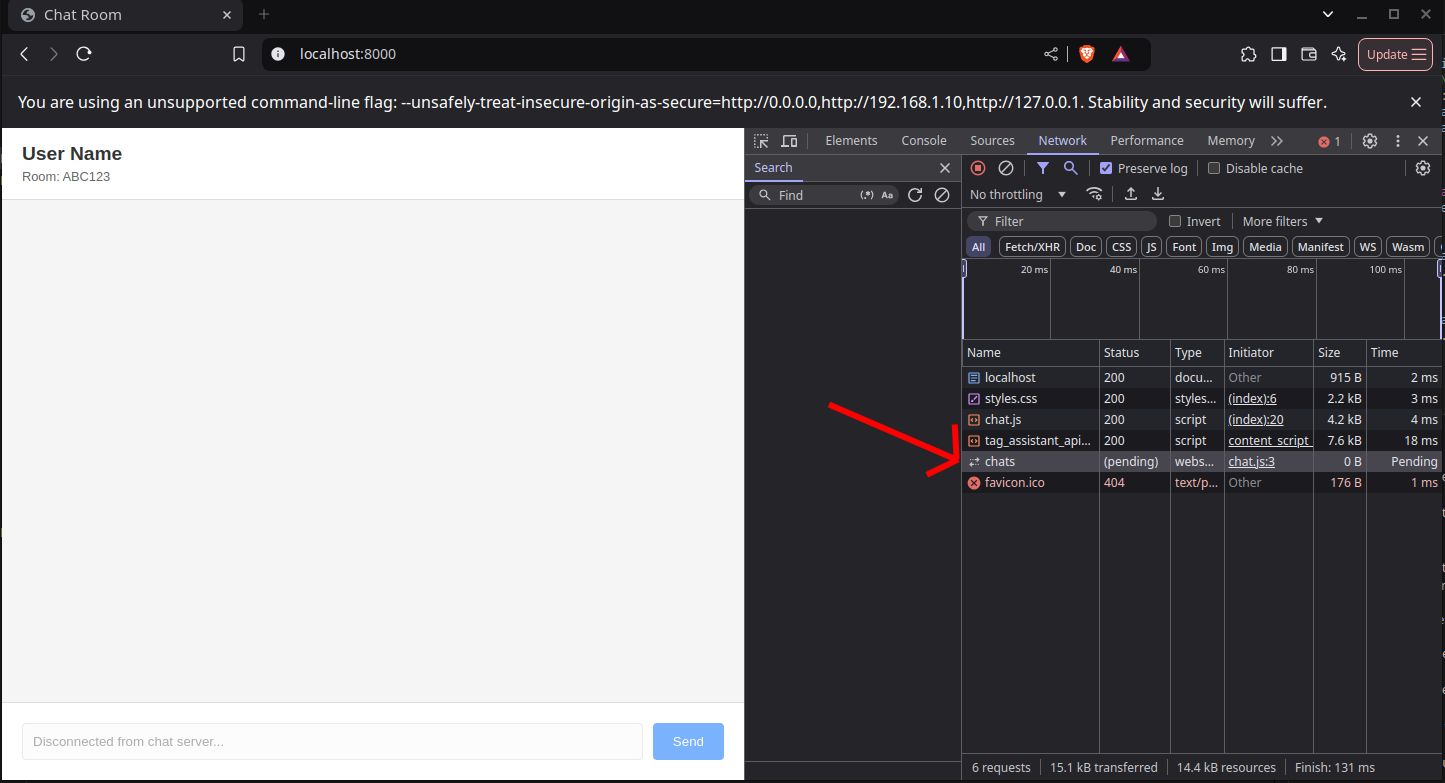 Chat Room
localhost:8000
Update
You are using an unsupported command-line flag: --unsafely-treat-insecure-origin-as-secure=http://0.0.0.0,http://192.168.1.10,http://127.0.0.1. Stability and security will suffer.
User Name
Room: ABC123
Disconnected from chat server...
Send
Elements Console Sources Network Performance Memory 1
Search
Find (.*) Aa
Preserve log Disable cache
No throttling
Filter Invert More filters
All Fetch/XHR Doc CSS JS Font Img Media Manifest WS Wasm
20 ms 40 ms 60 ms 80 ms 100 ms
Name Status Type Initiator Size Time
localhost 200 docu... Other 915 B 2 ms
styles.css 200 styles... (index):6 2.2 kB 3 ms
chat.js 200 script (index):20 4.2 kB 4 ms
tag_assistant_api... 200 script content_script 7.6 kB 18 ms
chats (pending) webs... chat.js:3 0 B Pending
favicon.ico 404 text/p... Other 176 B 1 ms
6 requests 15.1 kB transferred 14.4 kB resources Finish: 131 ms